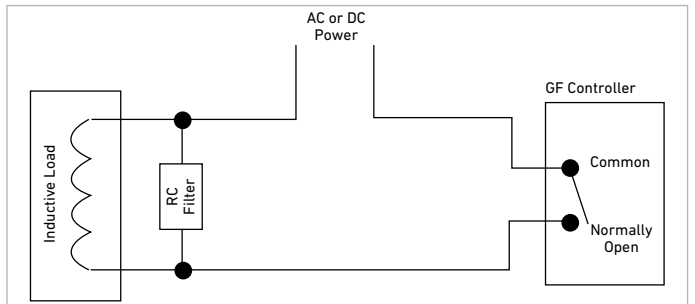 AC or DC
Power
GF Controller
Inductive Load
RC
Filter
Common
Normally
Open